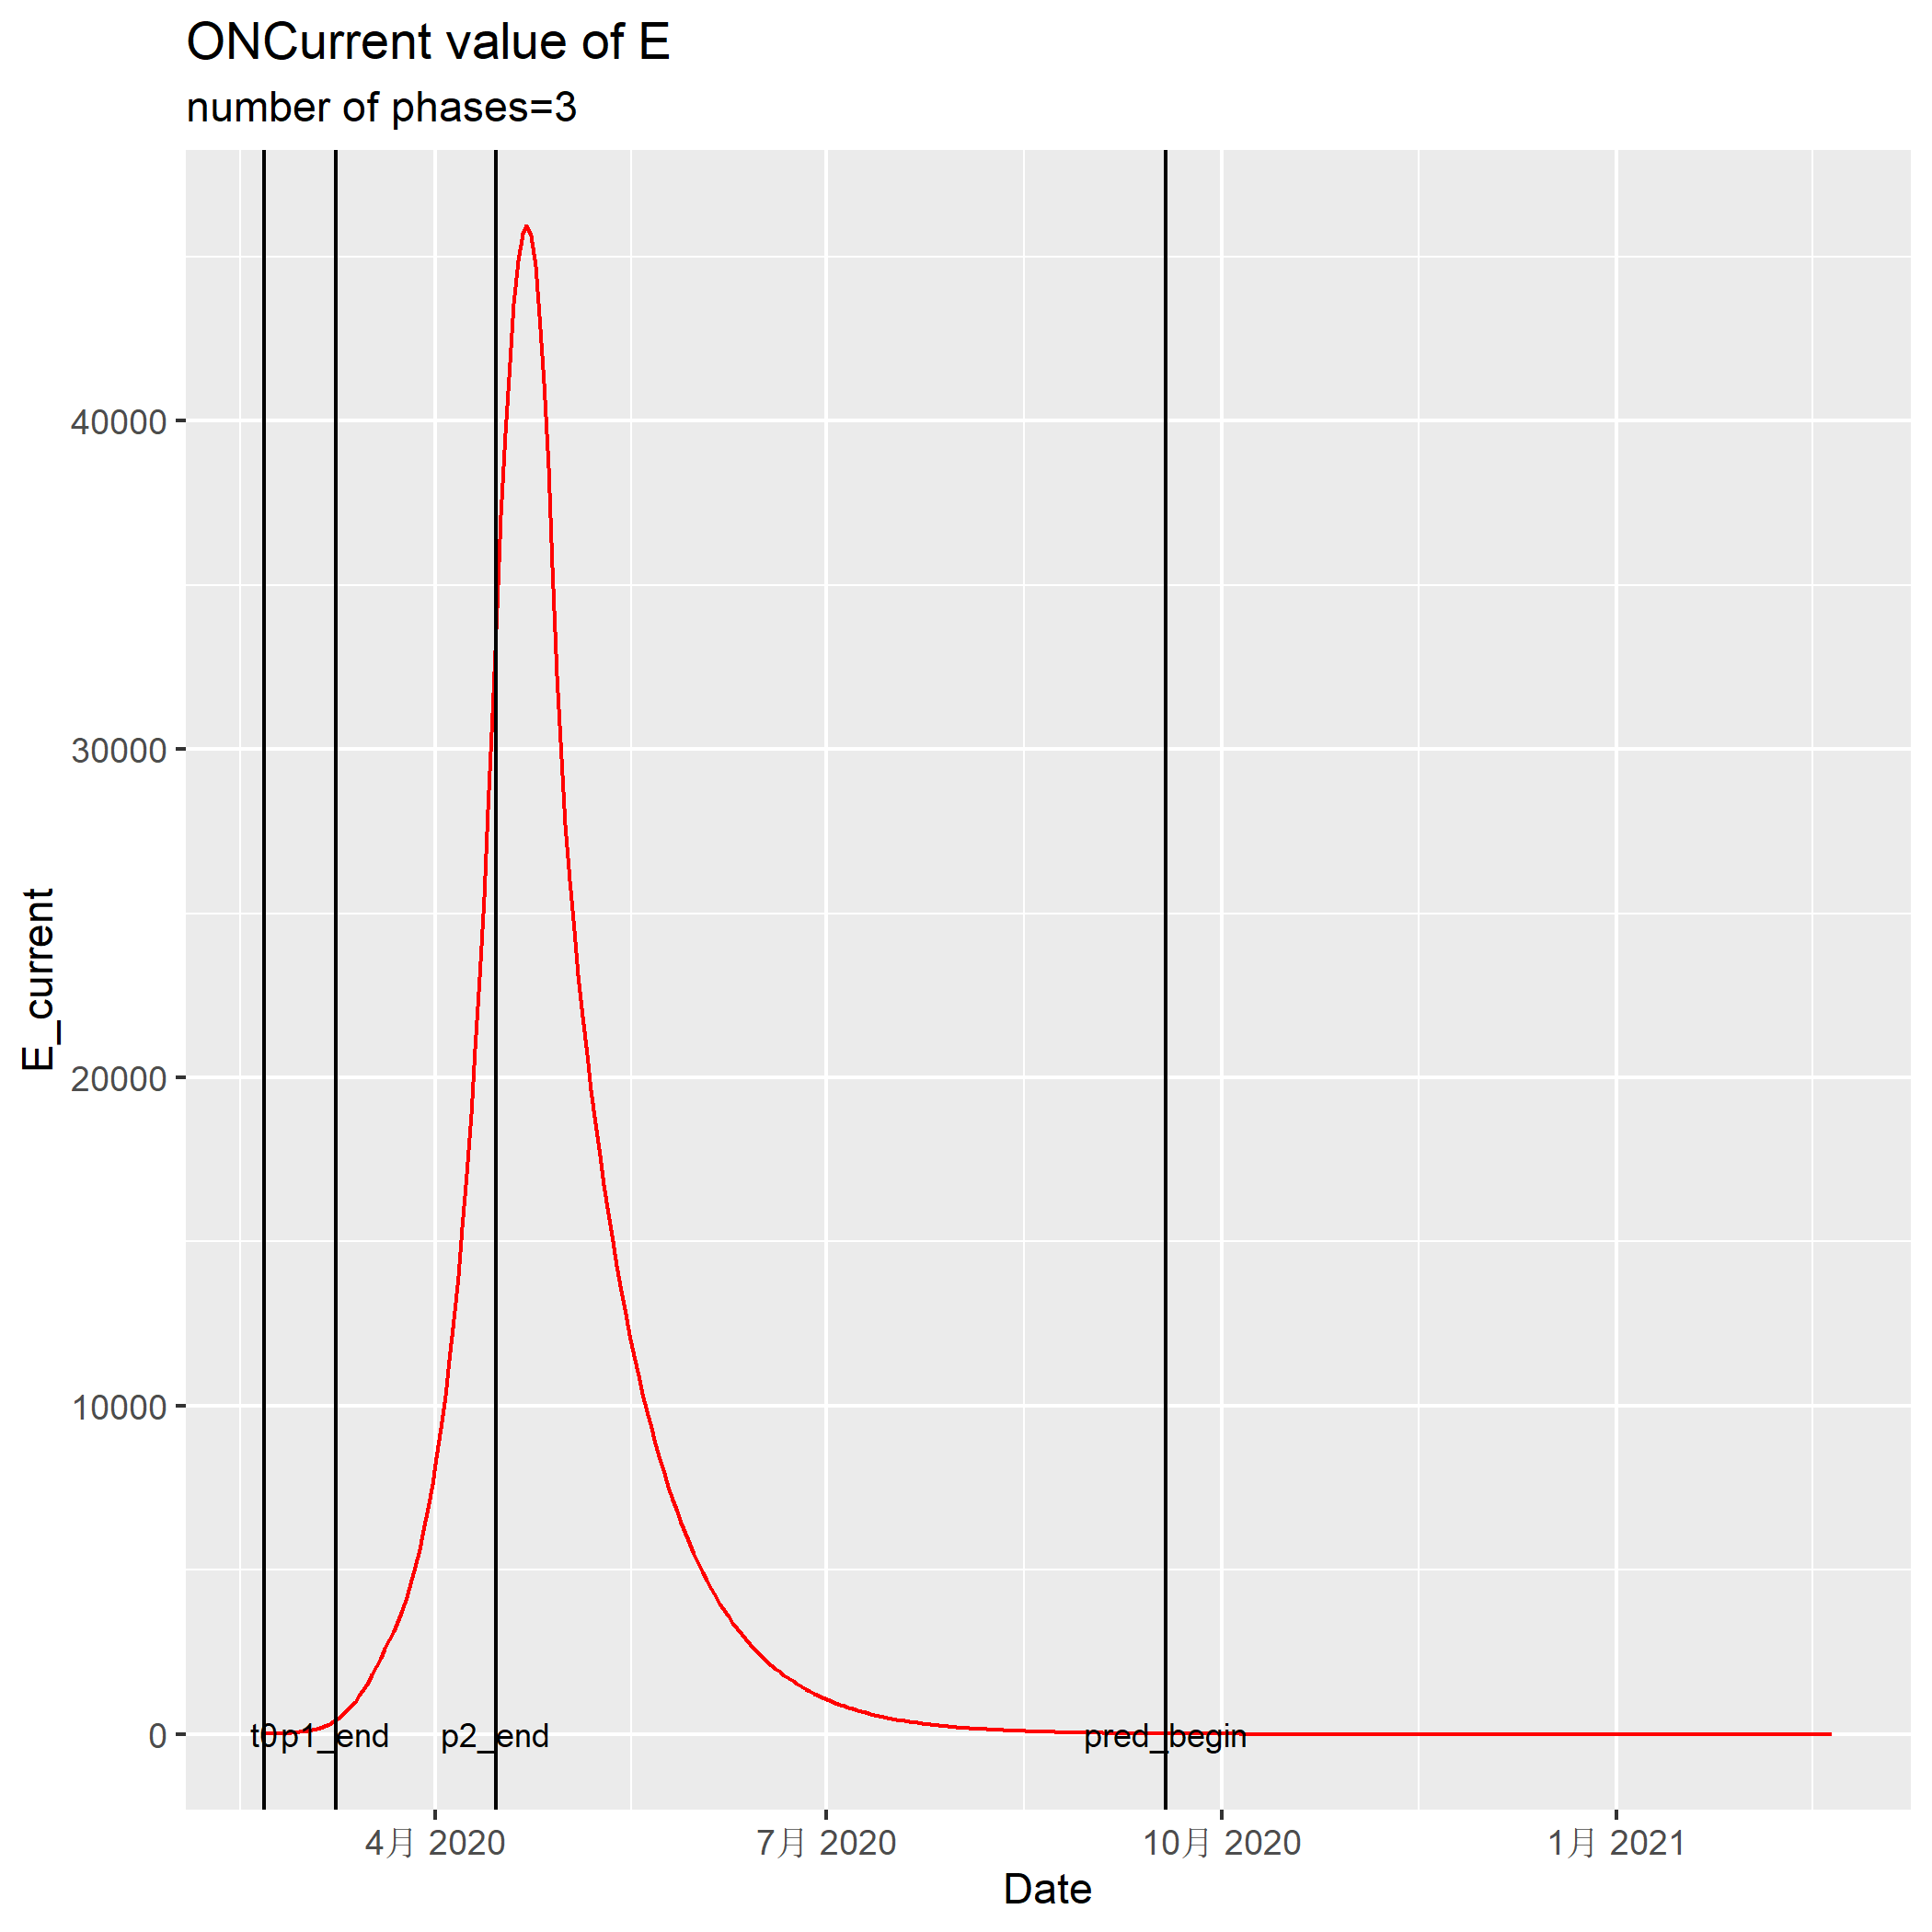 ONCurrent value of E
number of phases=3
40000
30000
20000
10000
0
E_current
t0
p1_end
p2_end
pred_begin
4月 2020
7月 2020
10月 2020
1月 2021
Date